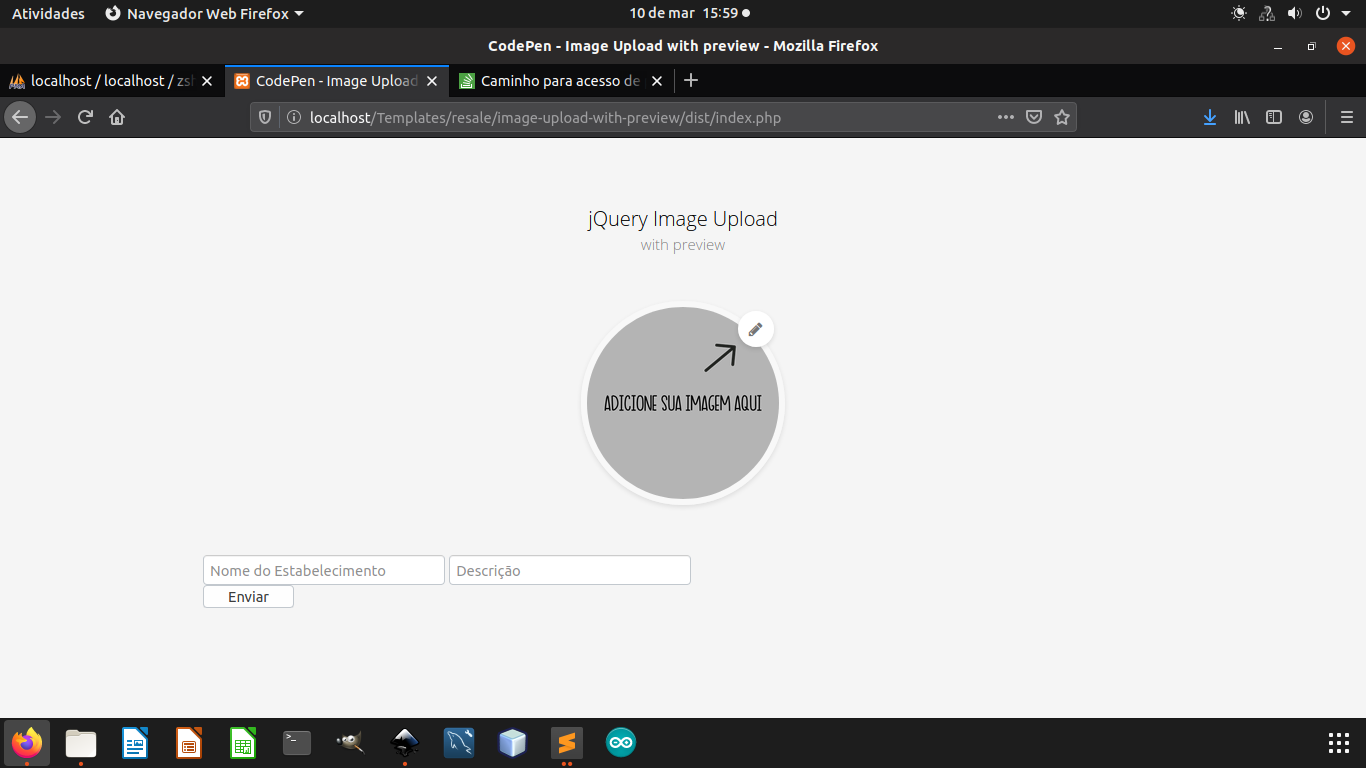 Atividades Navegador Web Firefox 10 de mar 15:59
CodePen - Image Upload with preview - Mozilla Firefox
localhost / localhost / zsh CodePen - Image Upload Caminho para acesso de
localhost/Templates/resale/image-upload-with-preview/dist/index.php
jQuery Image Upload
with preview
ADICIONE SUA IMAGEM AQUI
Nome do Estabelecimento Descrição
Enviar